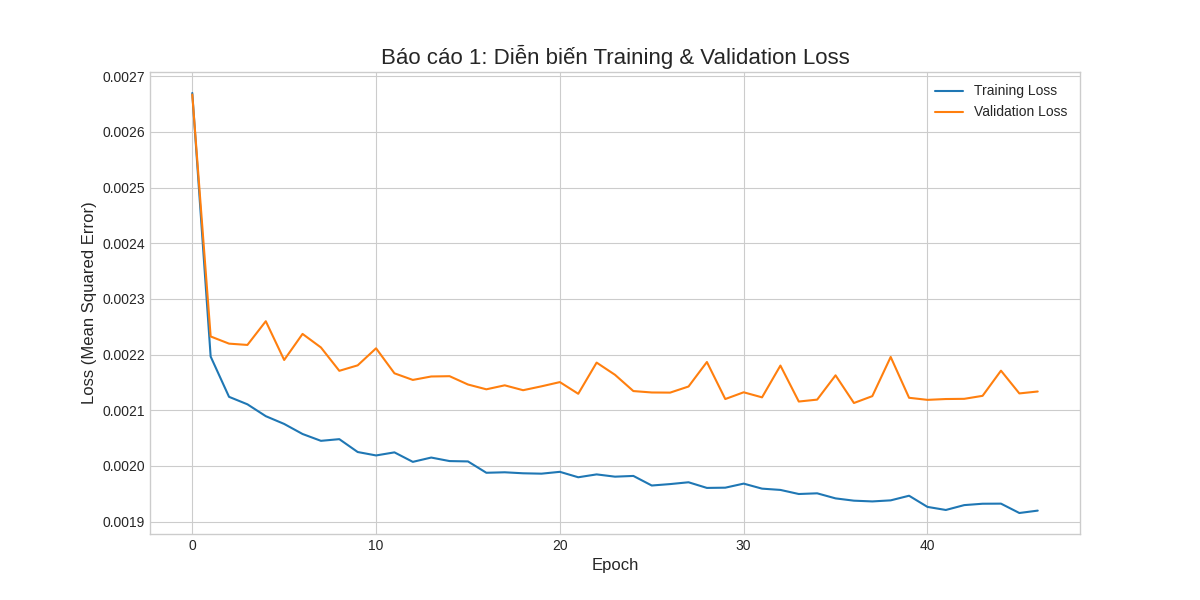 Báo cáo 1: Diễn biến Training & Validation Loss
Training Loss
Validation Loss
Loss (Mean Squared Error)
0.0027
0.0026
0.0025
0.0024
0.0023
0.0022
0.0021
0.0020
0.0019
0 10 20 30 40
Epoch